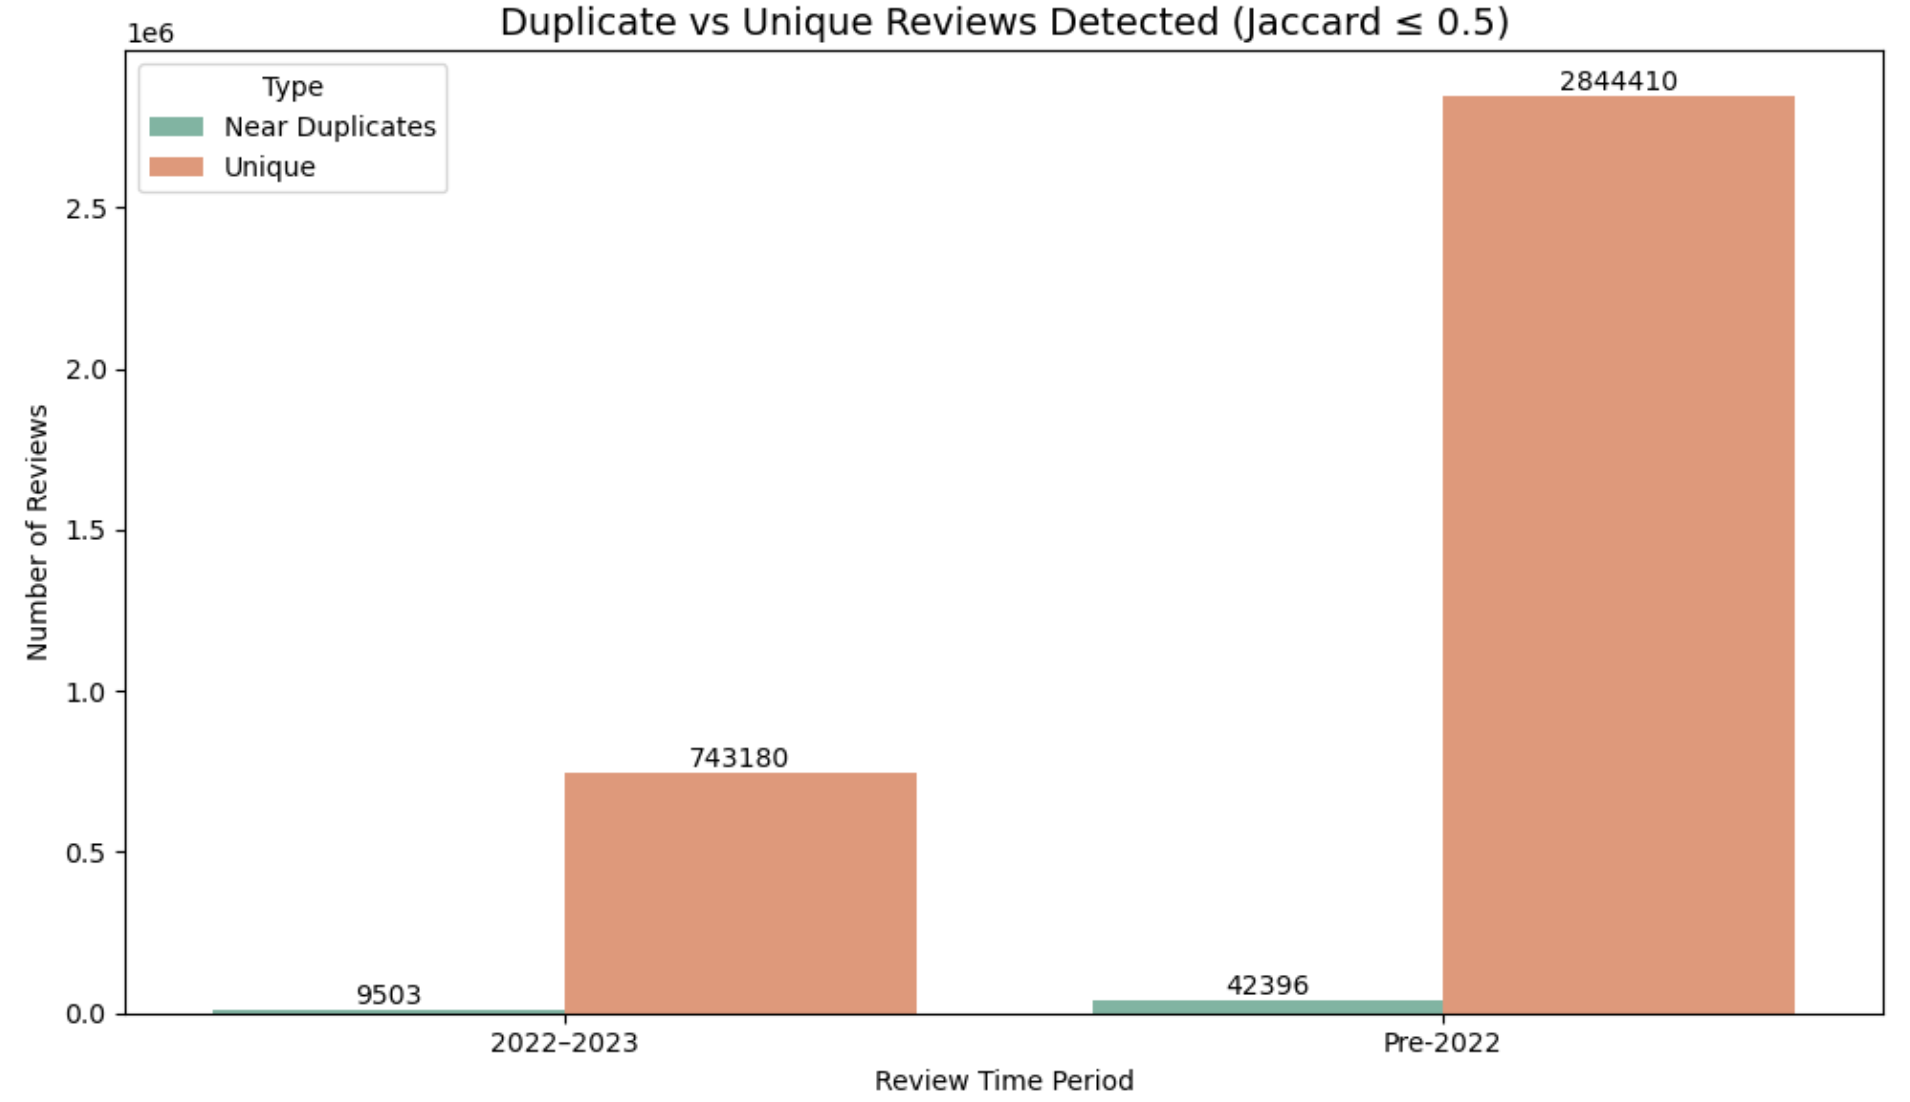 Duplicate vs Unique Reviews Detected (Jaccard ≤ 0.5)
1e6
Type
Near Duplicates
Unique
2844410
2.5
2.0
1.5
1.0
0.5
0.0
Number of Reviews
743180
9503
42396
2022–2023
Pre-2022
Review Time Period